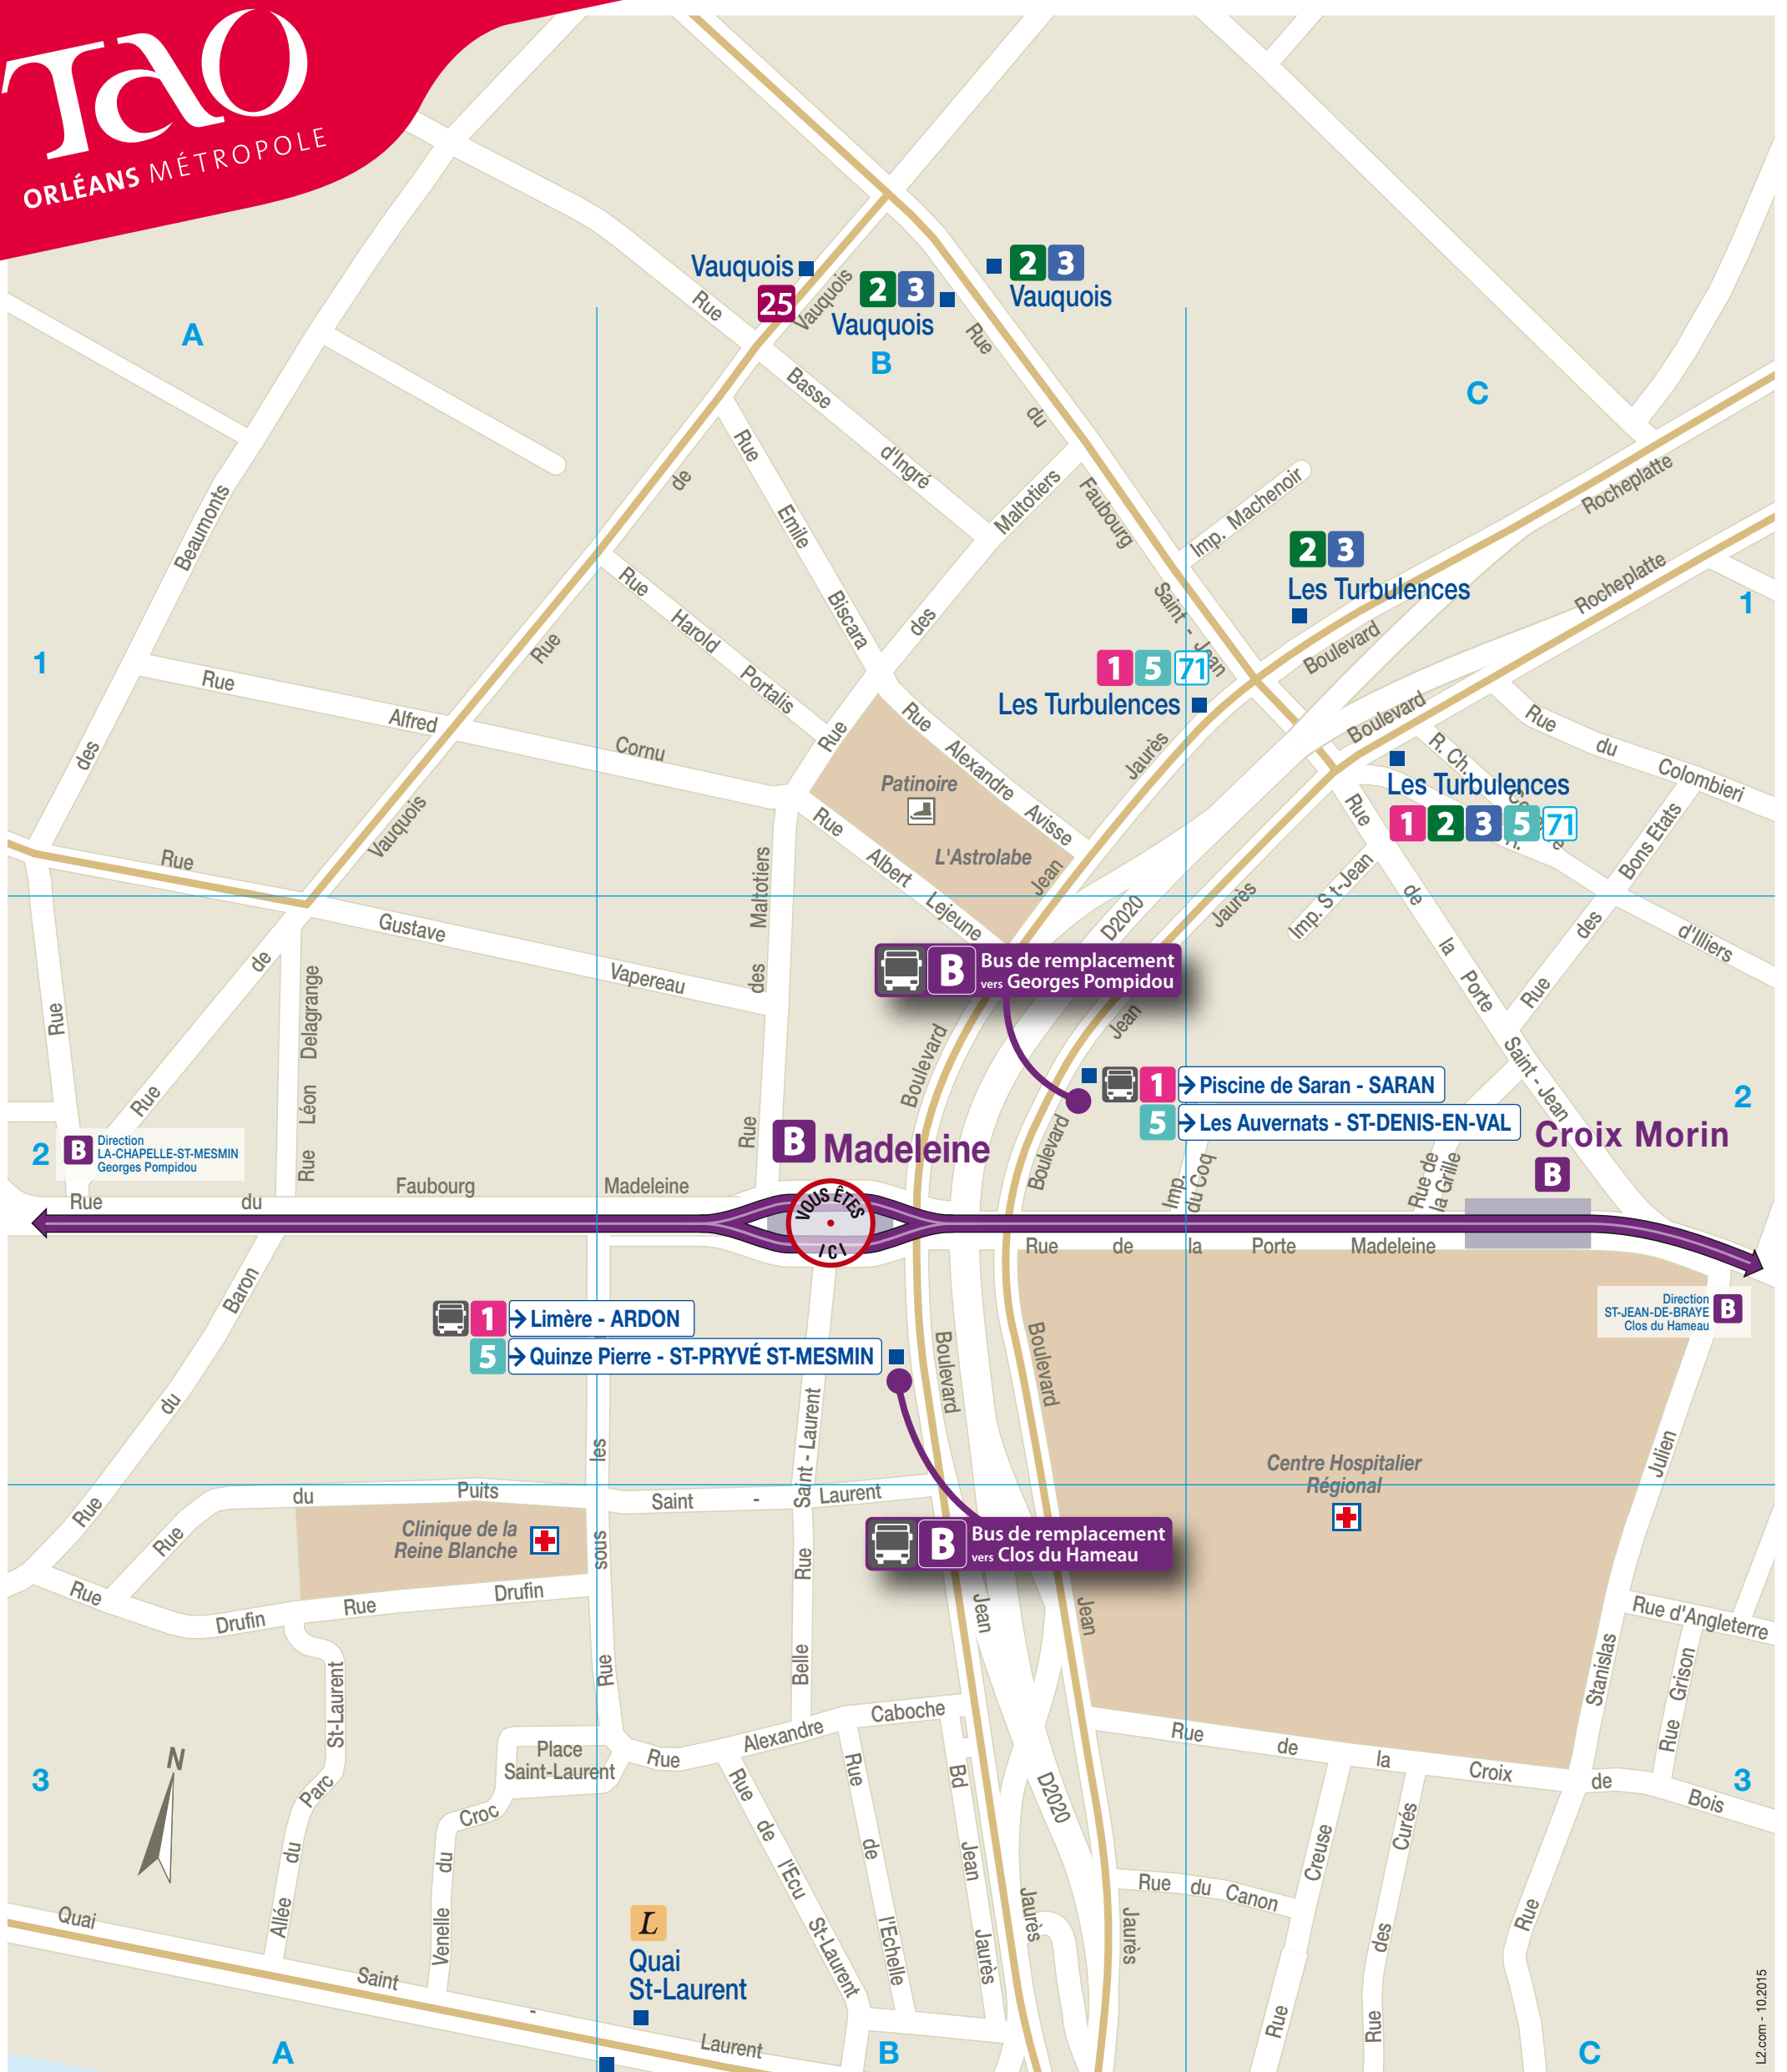 TAO
ORLÉANS MÉTROPOLE
A
B
C
Vauquois
25
2 3
Vauquois
2 3
Vauquois
Vauquois
Rue
Basse
d'Ingré
Rue
du
Faubourg
Saint - Jean
Imp. Machenoir
Maltotiers
des
Rue
Rue
Emile
Biscara
de
Rue
Vauquois
Beaumonts
des
Rue
Rue
Harold
Portalis
2 3
Les Turbulences
Rocheplatte
Boulevard
Rocheplatte
Boulevard
1
1
1 5 71
Les Turbulences
Les Turbulences
1 2 3 5 71
Rue
Alfred
Cornu
Rue
Alexandre
Avisse
Patinoire
L'Astrolabe
Rue
Albert
Lejeune
Jaurès
Jean
Boulevard
R. Ch.
Rue
du
Colombieri
Bons Etats
des
Rue
d'Illiers
Imp. St-Jean
Rue
de
la
Porte
Saint - Jean
Rue
Gustave
Vapereau
Maltotiers
des
Rue
de
Rue
Rue Léon Delagrange
D2020
Jaurès
Jean
Boulevard
B Bus de remplacement
vers Georges Pompidou
1 Piscine de Saran - SARAN
5 Les Auvernats - ST-DENIS-EN-VAL
2
2
B Direction
LA-CHAPELLE-ST-MESMIN
Georges Pompidou
B Madeleine
Croix Morin
B
Imp.
du Coq
Rue de
la Grille
Rue
du
Faubourg
Madeleine
VOUS ÊTES
ICI
Rue de la Porte Madeleine
Direction
ST-JEAN-DE-BRAYE
Clos du Hameau
B
1 Limère - ARDON
5 Quinze Pierre - ST-PRYVÉ ST-MESMIN
Rue
du
Baron
Boulevard
Boulevard
Centre Hospitalier
Régional
Rue
du
Puits
Saint
-
Laurent
Rue
sous
les
Belle
Rue
Saint - Laurent
Clinique de la
Reine Blanche
B Bus de remplacement
vers Clos du Hameau
Rue
Drufin
Rue
Drufin
Jean
Jean
Julien
Stanislas
Rue
Rue d'Angleterre
Rue Grison
Allée
du
Parc
St-Laurent
Place
Saint-Laurent
Rue
Alexandre
Caboche
Venelle
du
Croc
Rue
de
l'Ecu
St-Laurent
Rue
de
l'Echelle
Bd
Jean
Jaurès
D2020
Jaurès
Jaurès
Rue
de
la
Croix
de
Bois
Rue du Canon
Rue
Creuse
Rue
des
Curés
N
3
3
Quai
Saint
-
Laurent
L
Quai
St-Laurent
A
B
C
L2.com - 10.2015